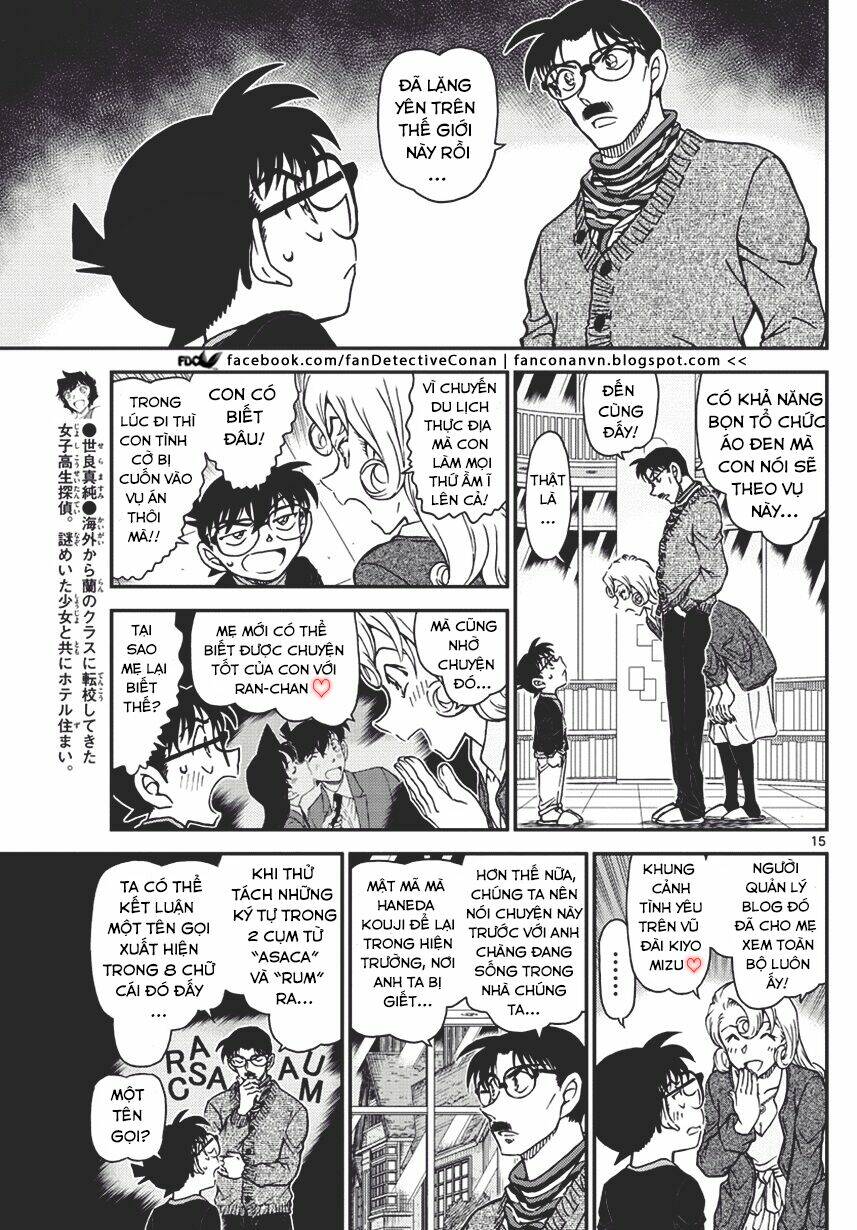 ĐÃ LẶNG
YÊN TRÊN
THẾ GIỚI
NÀY RỒI
...
FDC facebook.com/fanDetectiveConan | fanconanvn.blogspot.com <<
CÓ KHẢ NĂNG
BỌN TỔ CHỨC
ÁO ĐEN MÀ
CON NÓI SẼ
THEO VỤ
NÀY...
ĐẾN
CÙNG ĐẤY!
THẬT
LÀ
...
VÌ CHUYẾN
DU LỊCH
THỰC ĐỊA
MÀ CON
LÀM MỌI
THỨ ẦM Ĩ
LÊN CẢ!
CON CÓ
BIẾT
ĐÂU!
TRONG
LÚC ĐI THÌ
CON TÌNH
CỜ BỊ
CUỐN VÀO
VỤ ÁN
THÔI
MÀ!!
MÀ CŨNG
NHỜ
CHUYỆN
ĐÓ...
MẸ MỚI CÓ THỂ
BIẾT ĐƯỢC CHUYỆN
TỐT CỦA CON VỚI
RAN-CHAN♡
TẠI
SAO MẸ
LẠI BIẾT
THẾ?
●世良真純●海外から蘭のクラスに転校してきた
女子高生探偵。謎めいた少女と共にホテル住まい。
15
NGƯỜI
QUẢN LÝ
BLOG ĐÓ
ĐÃ CHO MẸ
XEM TOÀN
BỘ LUÔN
ẤY!
KHUNG
CẢNH
TÌNH YÊU
TRÊN VŨ
ĐÀI KIYO
MIZU♡
......
HƠN THẾ NỮA,
CHÚNG TA NÊN
NÓI CHUYỆN NÀY
TRƯỚC VỚI ANH
CHÀNG ĐANG
SỐNG TRONG
NHÀ CHÚNG
TA...
MẬT MÃ MÀ
HANEDA
KOUJI ĐỂ LẠI
TRONG HIỆN
TRƯỜNG, NƠI
ANH TA BỊ
GIẾT...
KHI THỬ
TÁCH NHỮNG
KÝ TỰ TRONG
2 CỤM TỪ
"ASACA"
VÀ "RUM"
RA...
TA CÓ THỂ
KẾT LUẬN
MỘT TÊN GỌI
XUẤT HIỆN
TRONG 8 CHỮ
CÁI ĐÓ ĐẤY
...
R A
C S A
A U
M
MỘT
TÊN
GỌI?